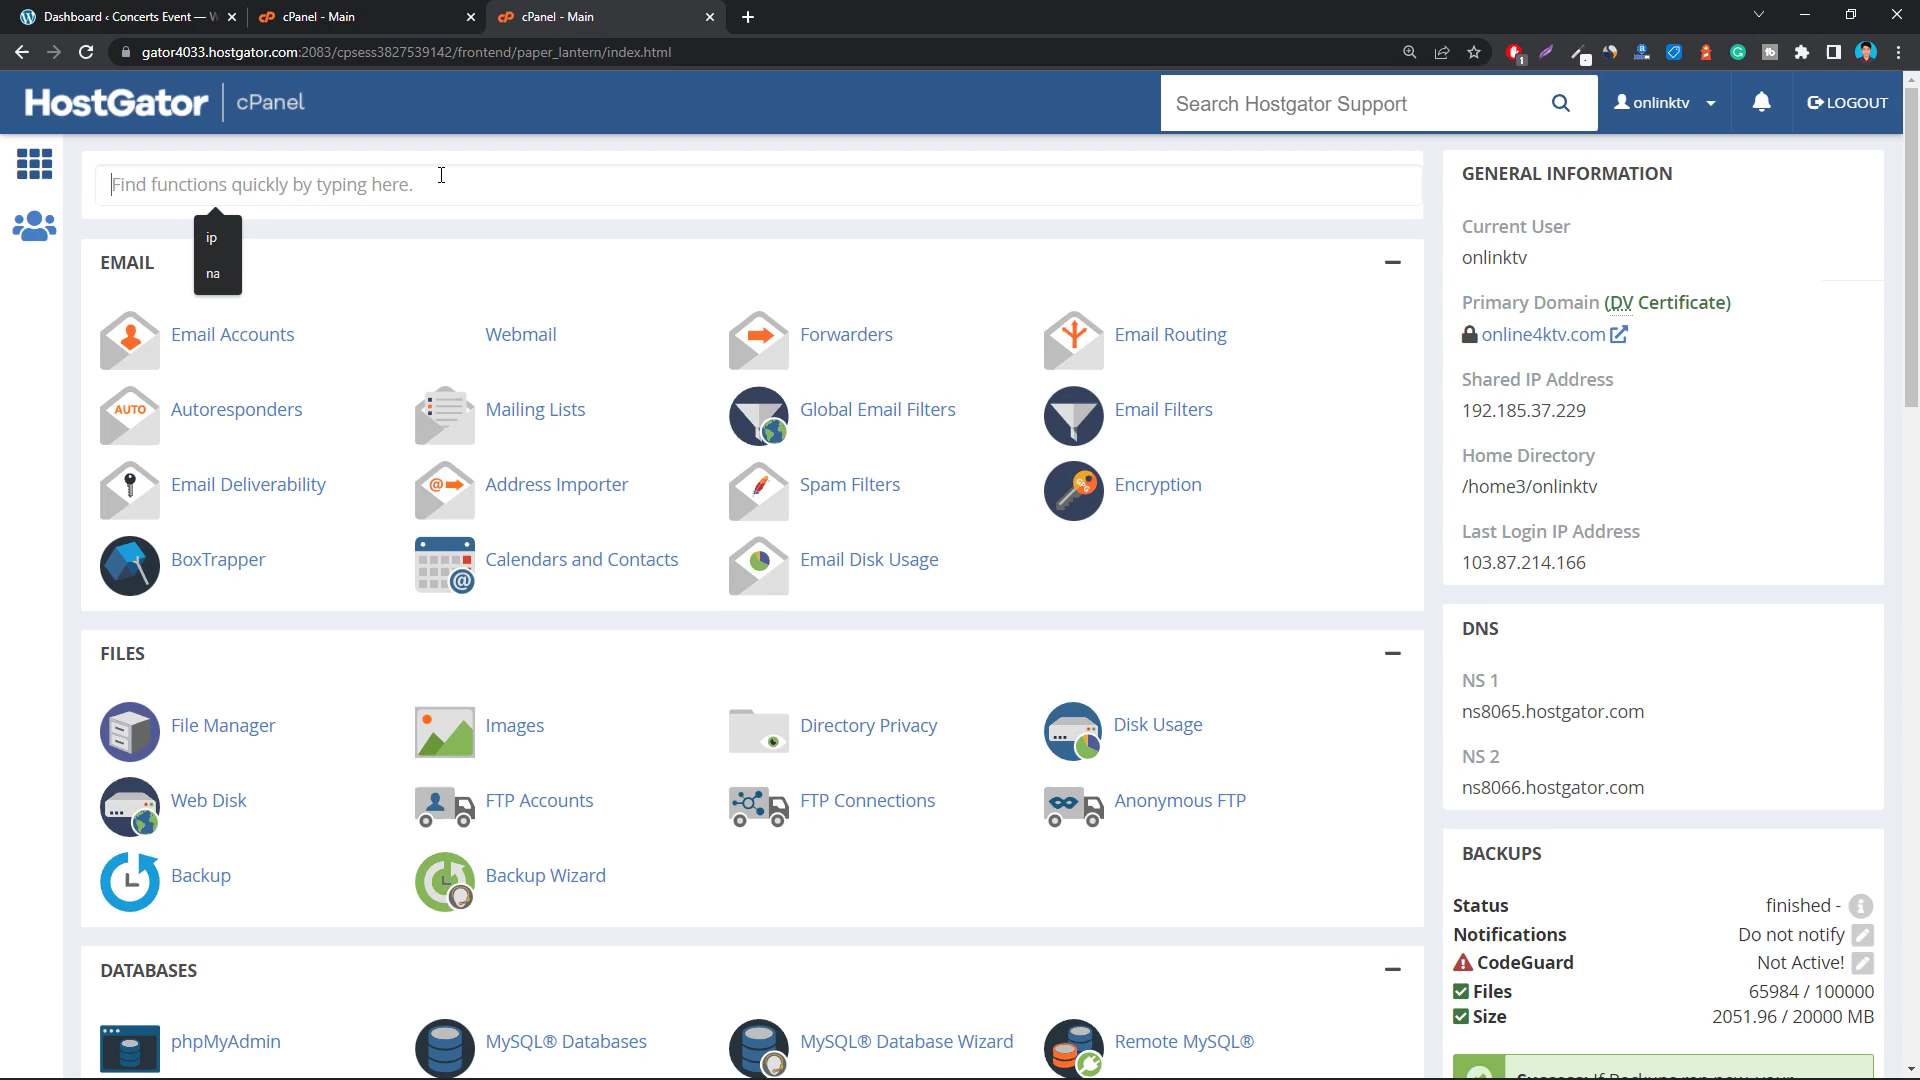 Dashboard ‹ Concerts Event — W
cPanel - Main
cPanel - Main
gator4033.hostgator.com:2083/cpsess3827539142/frontend/paper_lantern/index.html
1
HostGator
cPanel
Search Hostgator Support
onlinktv
LOGOUT
Find functions quickly by typing here.
ip
na
EMAIL
Email Accounts
Webmail
Forwarders
Email Routing
AUTO
Autoresponders
Mailing Lists
Global Email Filters
Email Filters
Email Deliverability
Address Importer
Spam Filters
GPG
Encryption
BoxTrapper
Calendars and Contacts
Email Disk Usage
FILES
File Manager
Images
Directory Privacy
Disk Usage
Web Disk
FTP Accounts
FTP Connections
Anonymous FTP
Backup
Backup Wizard
DATABASES
phpMyAdmin
MySQL® Databases
MySQL® Database Wizard
Remote MySQL®
GENERAL INFORMATION
Current User
onlinktv
Primary Domain (DV Certificate)
online4ktv.com
Shared IP Address
192.185.37.229
Home Directory
/home3/onlinktv
Last Login IP Address
103.87.214.166
DNS
NS 1
ns8065.hostgator.com
NS 2
ns8066.hostgator.com
BACKUPS
Status finished -
Notifications Do not notify
CodeGuard Not Active!
Files 65984 / 100000
Size 2051.96 / 20000 MB